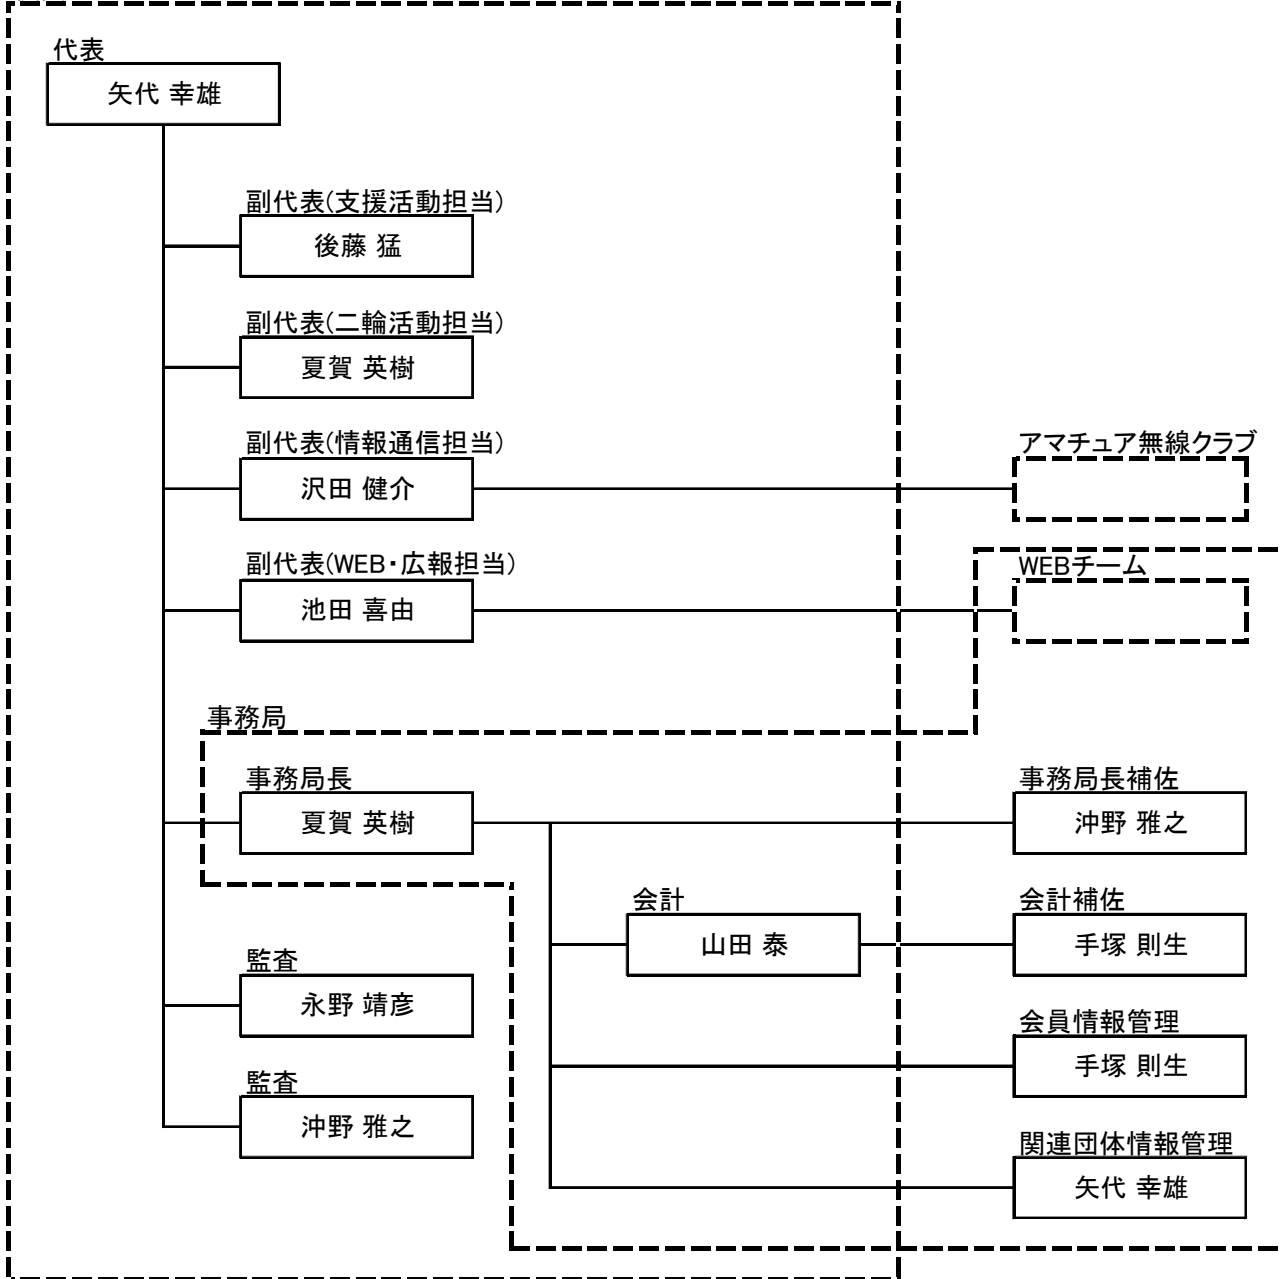 代表
矢代 幸雄
副代表(支援活動担当)
後藤 猛
副代表(二輪活動担当)
夏賀 英樹
副代表(情報通信担当)
沢田 健介
アマチュア無線クラブ
副代表(WEB・広報担当)
池田 喜由
WEBチーム
事務局
事務局長
夏賀 英樹
事務局長補佐
沖野 雅之
会計
山田 泰
会計補佐
手塚 則生
監査
永野 靖彦
会員情報管理
手塚 則生
監査
沖野 雅之
関連団体情報管理
矢代 幸雄